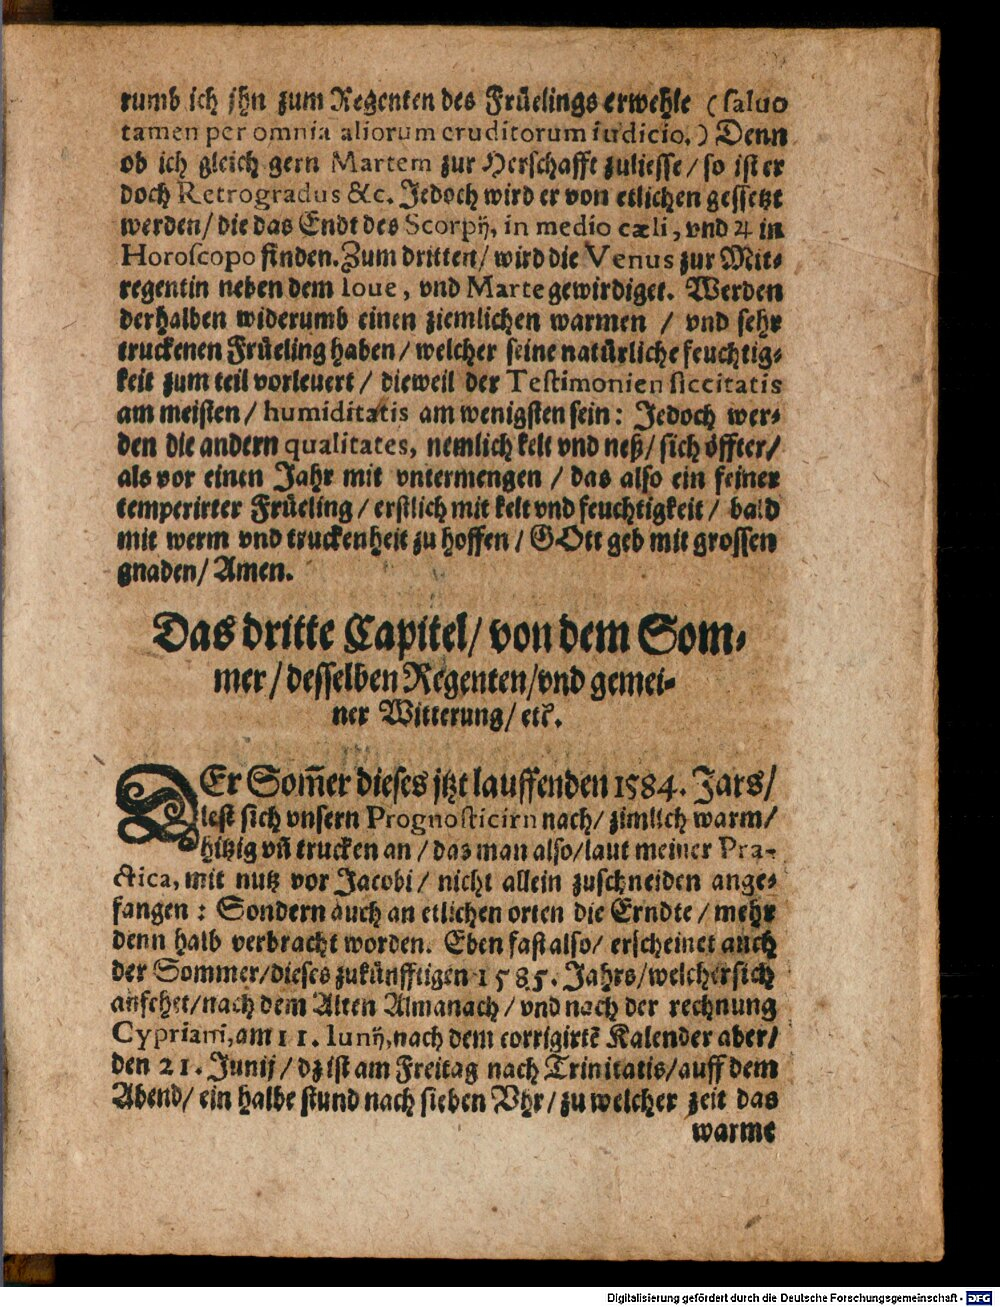 rumb ich jhn zum Regenten des Früelings erwehle (saluo
tamen per omnia aliorum eruditorum iudicio.) Denn
ob ich gleich gern Martem zur Herschafft zuliesse/ so ist er
doch Retrogradus &c. Jedoch wird er von etlichen gessetzt
werden/ die das Endt des Scorpij, in medio cæli, vnd ♃ in
Horoscopo finden. Zum dritten/ wird die Venus zur Mit⸗
regentin neben dem Ioue, vnd Marte gewirdiget. Werden
derhalben widerumb einen ziemlichen warmen / vnd sehr
truckenen Früeling haben/ welcher seine natürliche feuchtig⸗
keit zum teil vorleuert / dieweil der Testimonien siccitatis
am meisten/ humiditatis am wenigsten sein: Jedoch wer⸗
den die andern qualitates, nemlich kelt vnd neß/ sich öffter/
als vor einen Jahr mit vntermengen / das also ein feiner
temperirter Früeling / erstlich mit kelt vnd feuchtigkeit / bald
mit werm vnd truckenheit zu hoffen / GOtt geb mit grossen
gnaden/ Amen.
Das dritte Capitel/ von dem Som⸗
mer/ desselben Regenten/ vnd gemei⸗
ner Witterung/ etc̃.
DEr Som̃er dieses jtzt lauffenden 1584. Jars/
liest sich vnsern Prognosticirn nach/ zimlich warm/
hitzig vñ trucken an / das man also/ laut meiner Pra-
ctica, mit nutz vor Jacobi / nicht allein zuschneiden ange⸗
fangen : Sondern auch an etlichen orten die Erndte / mehr
denn halb verbracht worden. Eben fast also/ erscheinet auch
der Sommer/ dieses zukünfftigen 1585. Jahrs/ welcher sich
anfehet/ nach dem Alten Almanach / vnd nach der rechnung
Cypriani, am 11. Iunij, nach dem corrigirtẽ Kalender aber/
den 21. Junij / dz ist am Freitag nach Trinitatis/ auff dem
Abend/ ein halbe stund nach sieben Vhr/ zu welcher zeit das
warme
Digitalisierung gefördert durch die Deutsche Forschungsgemeinschaft - DFG